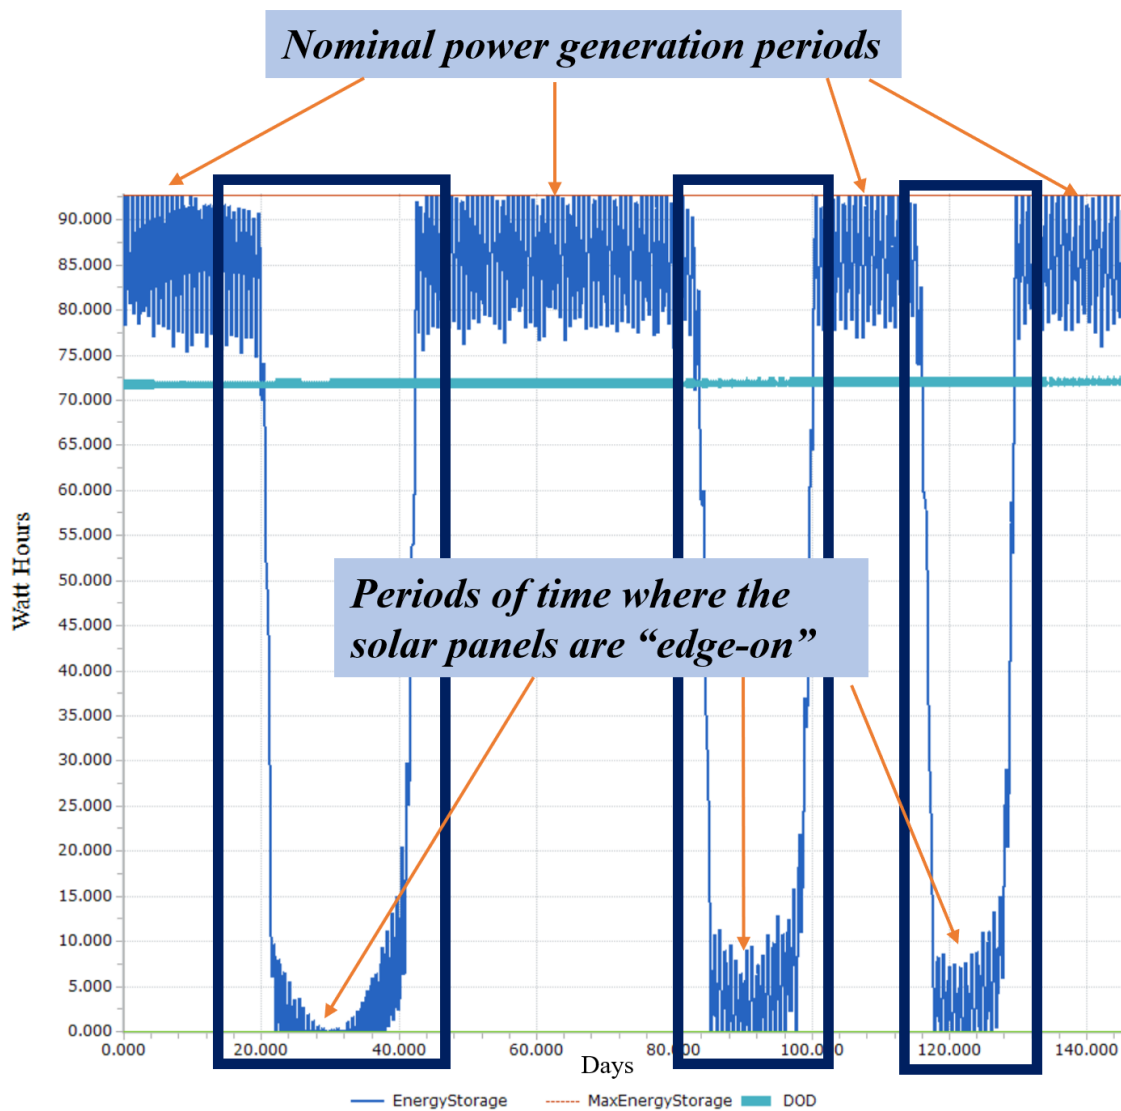 Nominal power generation periods
90.000
85.000
80.000
75.000
70.000
65.000
60.000
55.000
50.000
45.000
40.000
35.000
30.000
25.000
20.000
15.000
10.000
5.000
0.000
Watt Hours
Periods of time where the
solar panels are “edge-on”
0.000 20.000 40.000 60.000 80.000 100.000 120.000 140.000
Days
EnergyStorage MaxEnergyStorage DOD